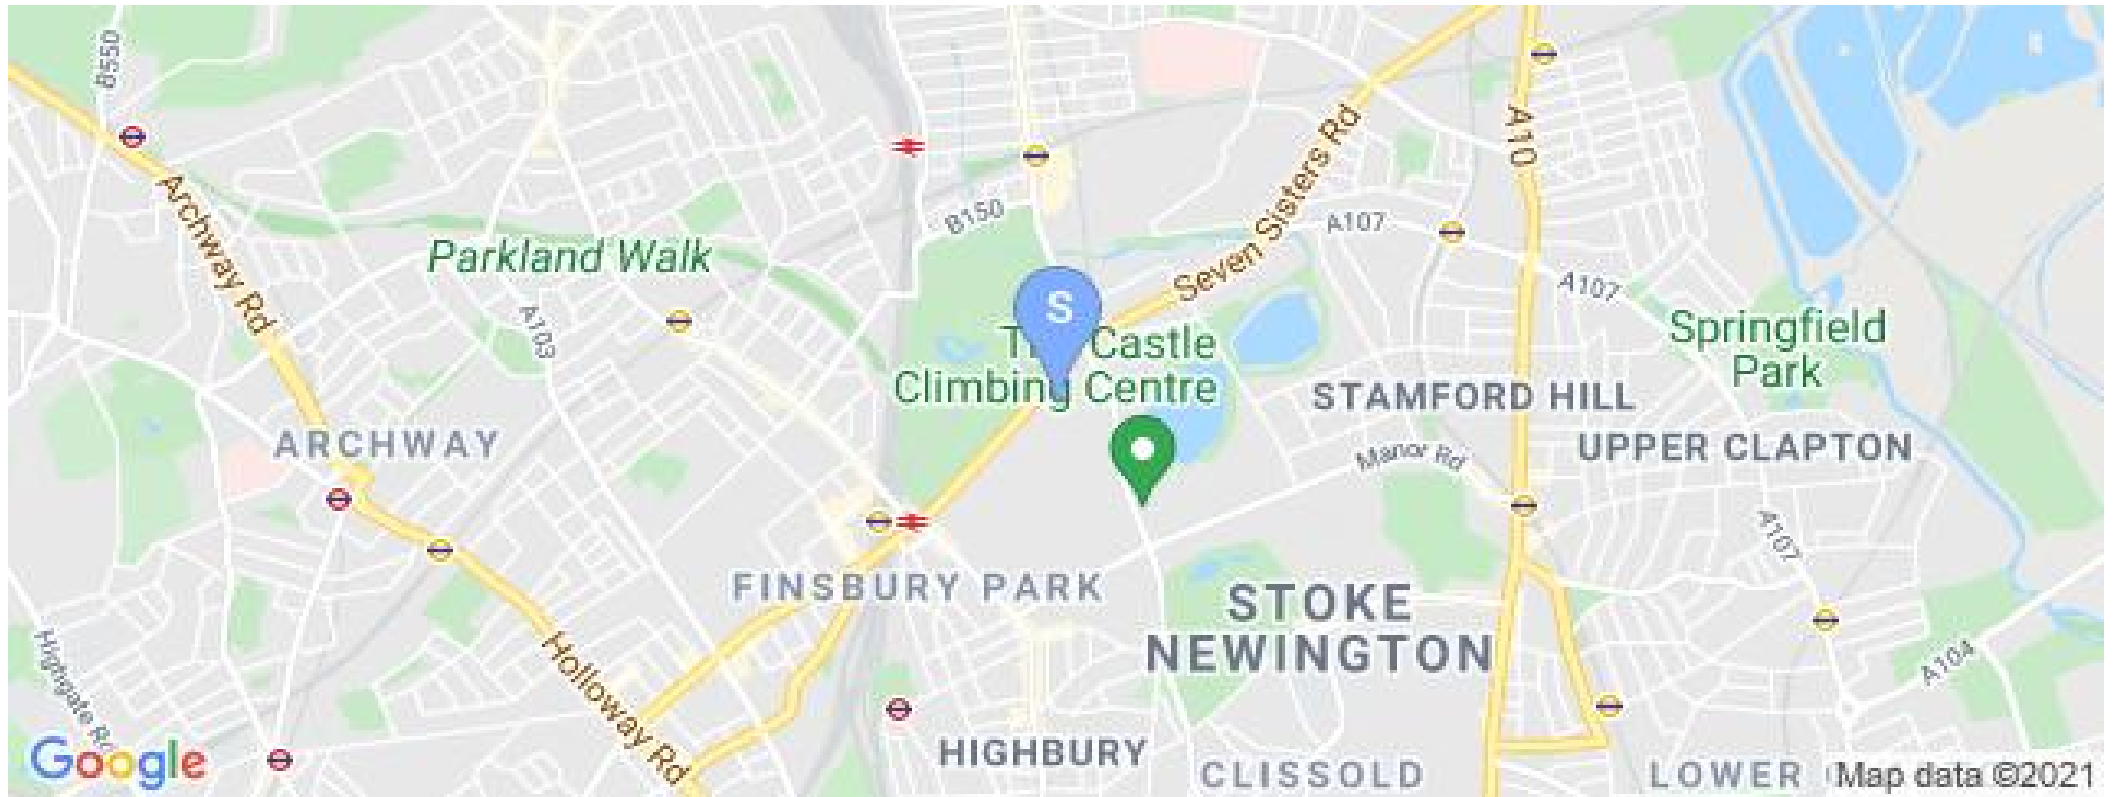 B550
A10
Archway Rd
Seven Sisters Rd
B150
A107
Parkland Walk
A107
A103
S
Castle
Climbing Centre
Springfield
Park
STAMFORD HILL
ARCHWAY
UPPER CLAPTON
Manor Rd
A107
FINSBURY PARK
STOKE
NEWINGTON
Highgate
Holloway Rd
A104
HIGHBURY
CLISSOLD
LOWER
Google
Map data ©2021